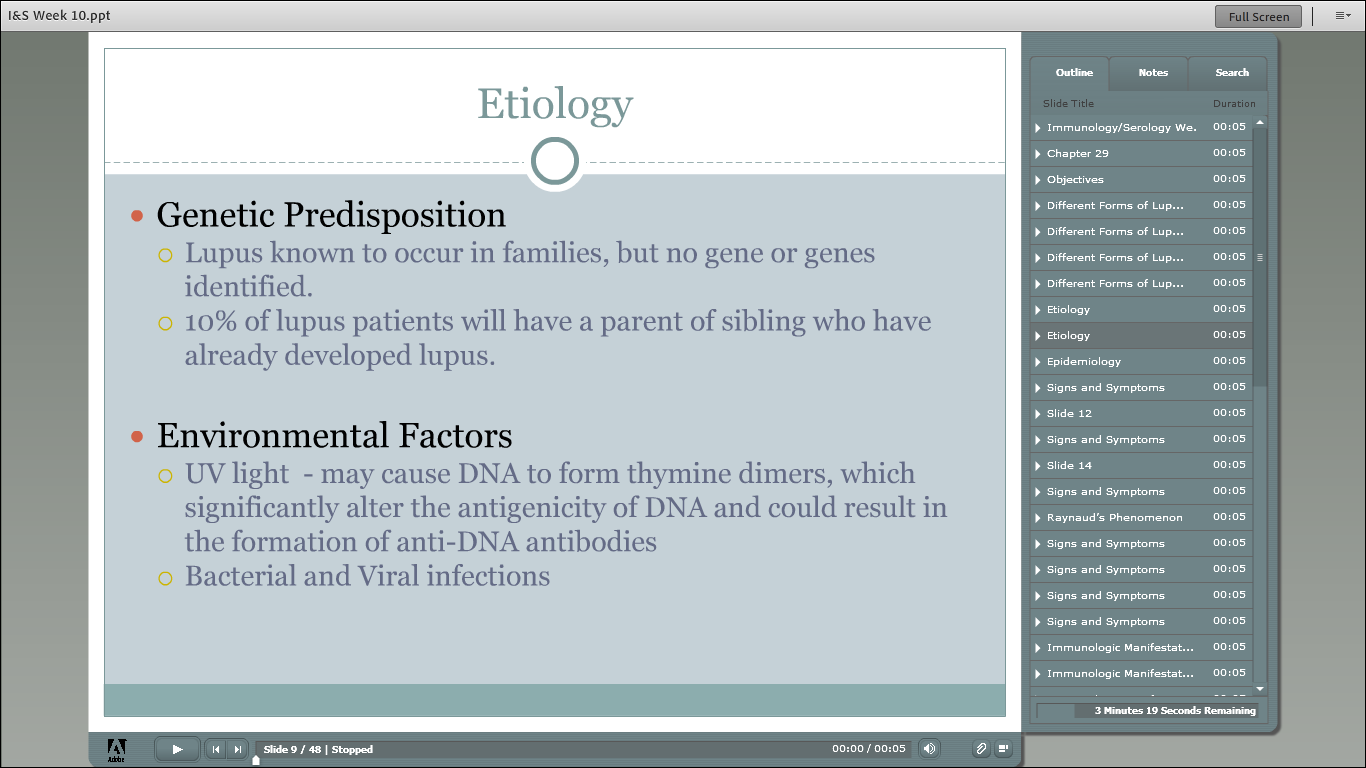 I&S Week 10.ppt
Full Screen
Etiology
Genetic Predisposition
Lupus known to occur in families, but no gene or genes
identified.
10% of lupus patients will have a parent of sibling who have
already developed lupus.
Environmental Factors
UV light - may cause DNA to form thymine dimers, which
significantly alter the antigenicity of DNA and could result in
the formation of anti-DNA antibodies
Bacterial and Viral infections
Outline Notes Search
Slide Title Duration
Immunology/Serology We. 00:05
Chapter 29 00:05
Objectives 00:05
Different Forms of Lup... 00:05
Different Forms of Lup... 00:05
Different Forms of Lup... 00:05
Different Forms of Lup... 00:05
Etiology 00:05
Etiology 00:05
Epidemiology 00:05
Signs and Symptoms 00:05
Slide 12 00:05
Signs and Symptoms 00:05
Slide 14 00:05
Signs and Symptoms 00:05
Raynaud's Phenomenon 00:05
Signs and Symptoms 00:05
Signs and Symptoms 00:05
Signs and Symptoms 00:05
Signs and Symptoms 00:05
Immunologic Manifestat... 00:05
Immunologic Manifestat... 00:05
3 Minutes 19 Seconds Remaining
Adobe
Slide 9 / 48 | Stopped 00:00 / 00:05